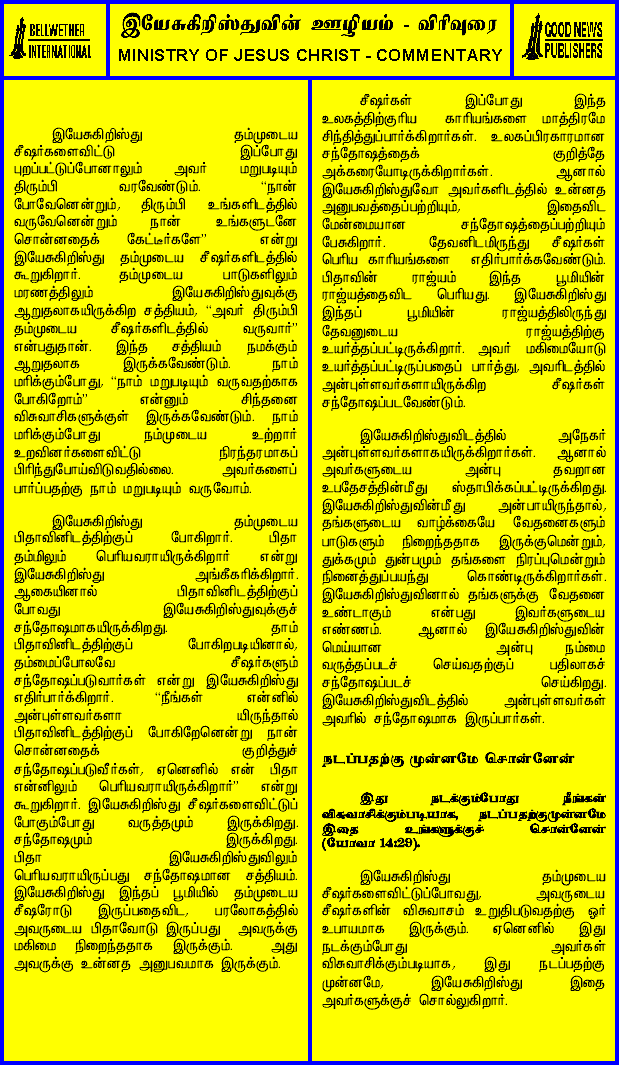 BELLWETHER
INTERNATIONAL
இயேசுகிறிஸ்துவின் ஊழியம் - விரிவுரை
MINISTRY OF JESUS CHRIST - COMMENTARY
GOOD NEWS
PUBLISHERS
இயேசுகிறிஸ்து தம்முடைய
சீஷர்களைவிட்டு இப்போது
புறப்பட்டுப்போனாலும் அவர் மறுபடியும்
திரும்பி வரவேண்டும். “நான்
போவேனென்றும், திரும்பி உங்களிடத்தில்
வருவேனென்றும் நான் உங்களுடனே
சொன்னதைக் கேட்டீர்களே” என்று
இயேசுகிறிஸ்து தம்முடைய சீஷர்களிடத்தில்
கூறுகிறார். தம்முடைய பாடுகளிலும்
மரணத்திலும் இயேசுகிறிஸ்வுக்கு
ஆறுதலாகயிருக்கிற சத்தியம், “அவர் திரும்பி
தம்முடைய சீஷர்களிடத்தில் வருவார்”
என்பதுதான். இந்த சத்தியம் நமக்கும்
ஆறுதலாக இருக்கவேண்டும். நாம்
மரிக்கும்போது, “நாம் மறுபடியும் வருவதற்காக
போகிறோம்” என்னும் சிந்தனை
விசுவாசிகளுக்குள் இருக்கவேண்டும். நாம்
மரிக்கும்போது நம்முடைய உற்றார்
உறவினர்களைவிட்டு நிரந்தரமாகப்
பிரிந்துபோய்விடுவதில்லை. அவர்களைப்
பார்ப்பதற்கு நாம் மறுபடியும் வருவோம்.
இயேசுகிறிஸ்து தம்முடைய
பிதாவினிடத்திற்குப் போகிறார். பிதா
தம்மிலும் பெரியவராயிருக்கிறார் என்று
இயேசுகிறிஸ்து அங்கீகரிக்கிறார்.
ஆகையினால் பிதாவினிடத்திற்குப்
போவது இயேசுகிறிஸ்துவுக்குச்
சந்தோஷமாகயிருக்கிறது. தாம்
பிதாவினிடத்திற்குப் போகிறபடியினால்,
தம்மைப்போலவே சீஷர்களும்
சந்தோஷப்படுவார்கள் என்று இயேசுகிறிஸ்து
எதிர்பார்க்கிறார். “நீங்கள் என்னில்
அன்புள்ளவர்களா யிருந்தால்
பிதாவினிடத்திற்குப் போகிறேனென்று நான்
சொன்னதைக் குறித்துச்
சந்தோஷப்படுவீர்கள், ஏனெனில் என் பிதா
என்னிலும் பெரியவராயிருக்கிறார்” என்று
கூறுகிறார். இயேசுகிறிஸ்து சீஷர்களைவிட்டுப்
போகும்போது வருத்தமும் இருக்கிறது.
சந்தோஷமும் இருக்கிறது.
பிதா இயேசுகிறிஸ்துவிலும்
பெரியவராயிருப்பது சந்தோஷமான சத்தியம்.
இயேசுகிறிஸ்து இந்தப் பூமியில் தம்முடைய
சீஷரோடு இருப்பதைவிட, பரலோகத்தில்
அவருடைய பிதாவோடு இருப்பது அவருக்கு
மகிமை நிறைந்ததாக இருக்கும். அது
அவருக்கு உன்னத அனுபவமாக இருக்கும்.
சீஷர்கள் இப்போது இந்த
உலகத்திற்குரிய காரியங்களை மாத்திரமே
சிந்தித்துப்பார்க்கிறார்கள். உலகப்பிரகாரமான
சந்தோஷத்தைக் குறித்தே
அக்கரையோடிருக்கிறார்கள். ஆனால்
இயேசுகிறிஸ்துவோ அவர்களிடத்தில் உன்னத
அனுபவத்தைப்பற்றியும், இதைவிட
மேன்மையான சந்தோஷத்தைப்பற்றியும்
பேசுகிறார். தேவனிடமிருந்து சீஷர்கள்
பெரிய காரியங்களை எதிர்பார்க்கவேண்டும்.
பிதாவின் ராஜ்யம் இந்த பூமியின்
ராஜ்யத்தைவிட பெரியது. இயேசுகிறிஸ்து
இந்தப் பூமியின் ராஜ்யத்திலிருந்து
தேவனுடைய ராஜ்யத்திற்கு
உயர்த்தப்பட்டிருக்கிறார். அவர் மகிமையோடு
உயர்த்தப்பட்டிருப்பதைப் பார்த்து, அவரிடத்தில்
அன்புள்ளவர்களாயிருக்கிற சீஷர்கள்
சந்தோஷப்படவேண்டும்.
இயேசுகிறிஸ்துவிடத்தில் அநேகர்
அன்புள்ளவர்களாகயிருக்கிறார்கள். ஆனால்
அவர்களுடைய அன்பு தவறான
உபதேசத்தின்மீது ஸ்தாபிக்கப்பட்டிருக்கிறது.
இயேசுகிறிஸ்துவின்மீது அன்பாயிருந்தால்,
தங்களுடைய வாழ்க்கையே வேதனைகளும்
பாடுகளும் நிறைந்ததாக இருக்குமென்றும்,
துக்கமும் துன்பமும் தங்களை நிரப்புமென்றும்
நினைத்துப்பயந்து கொண்டிருக்கிறார்கள்.
இயேசுகிறிஸ்துவினால் தங்களுக்கு வேதனை
உண்டாகும் என்பது இவர்களுடைய
எண்ணம். ஆனால் இயேசுகிறிஸ்துவின்
மெய்யான அன்பு நம்மை
வருத்தப்படச் செய்வதற்குப் பதிலாகச்
சந்தோஷப்படச் செய்கிறது.
இயேசுகிறிஸ்துவிடத்தில் அன்புள்ளவர்கள்
அவரில் சந்தோஷமாக இருப்பார்கள்.
நடப்பதற்கு முன்னமே சொன்னேன்
இது நடக்கும்போது நீங்கள்
விசுவாசிக்கும்படியாக, நடப்பதற்குமுன்னமே
இதை உங்களுக்குச் சொன்னேன்
(யோவா 14:29).
இயேசுகிறிஸ்து தம்முடைய
சீஷர்களைவிட்டுப்போவது, அவருடைய
சீஷர்களின் விசுவாசம் உறுதிபடுவதற்கு ஓர்
உபாயமாக இருக்கும். ஏனெனில் இது
நடக்கும்போது அவர்கள்
விசுவாசிக்கும்படியாக, இது நடப்பதற்கு
முன்னமே, இயேசுகிறிஸ்து இதை
அவர்களுக்குச் சொல்லுகிறார்.